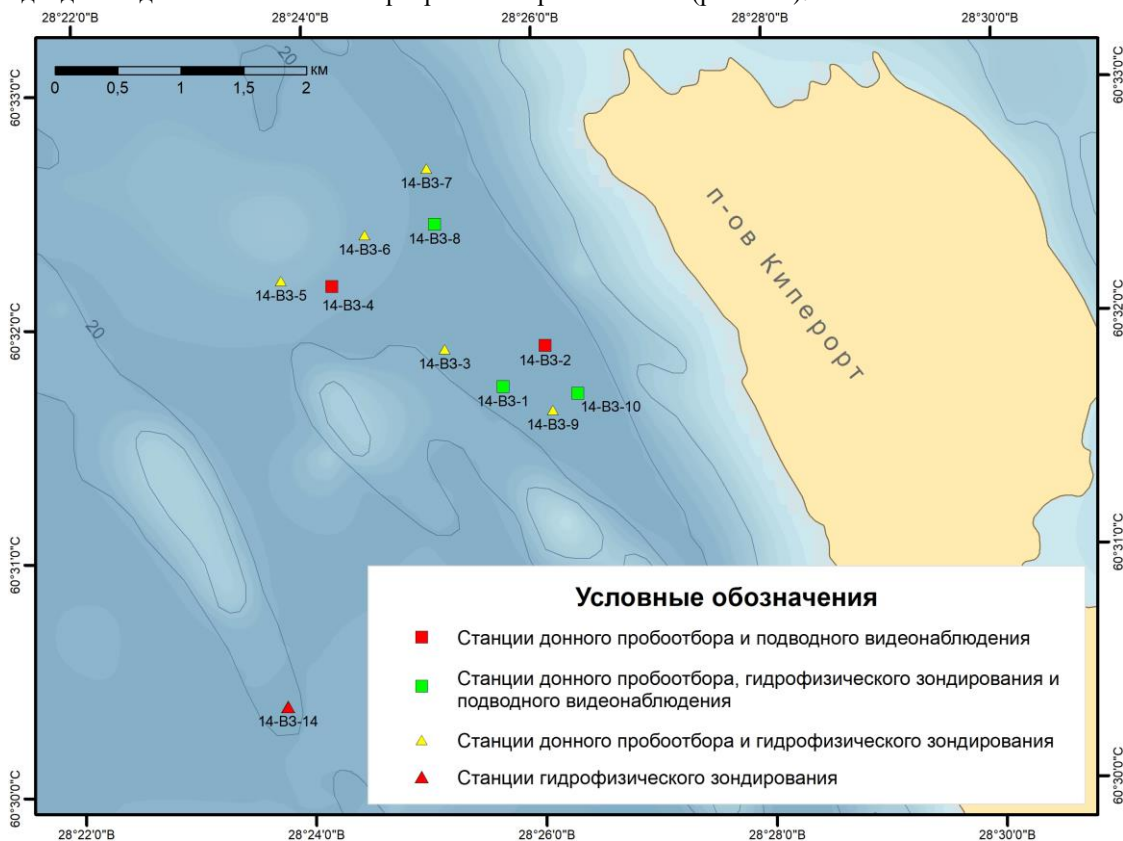 28°22'0"В 28°24'0"В 28°26'0"В 28°28'0"В 28°30'0"В
20
км
0 0,5 1 1,5 2
60°33'0"С
60°33'0"С
14-ВЗ-7
п-ов Киперорт
14-ВЗ-8
14-ВЗ-6
14-ВЗ-5
14-ВЗ-4
60°32'0"С
20
60°32'0"С
14-ВЗ-3
14-ВЗ-2
14-ВЗ-1
14-ВЗ-10
14-ВЗ-9
60°31'0"С
60°31'0"С
Условные обозначения
Станции донного пробоотбора и подводного видеонаблюдения
Станции донного пробоотбора, гидрофизического зондирования и
подводного видеонаблюдения
14-ВЗ-14
Станции донного пробоотбора и гидрофизического зондирования
Станции гидрофизического зондирования
60°30'0"С
60°30'0"С
28°22'0"В 28°24'0"В 28°26'0"В 28°28'0"В 28°30'0"В